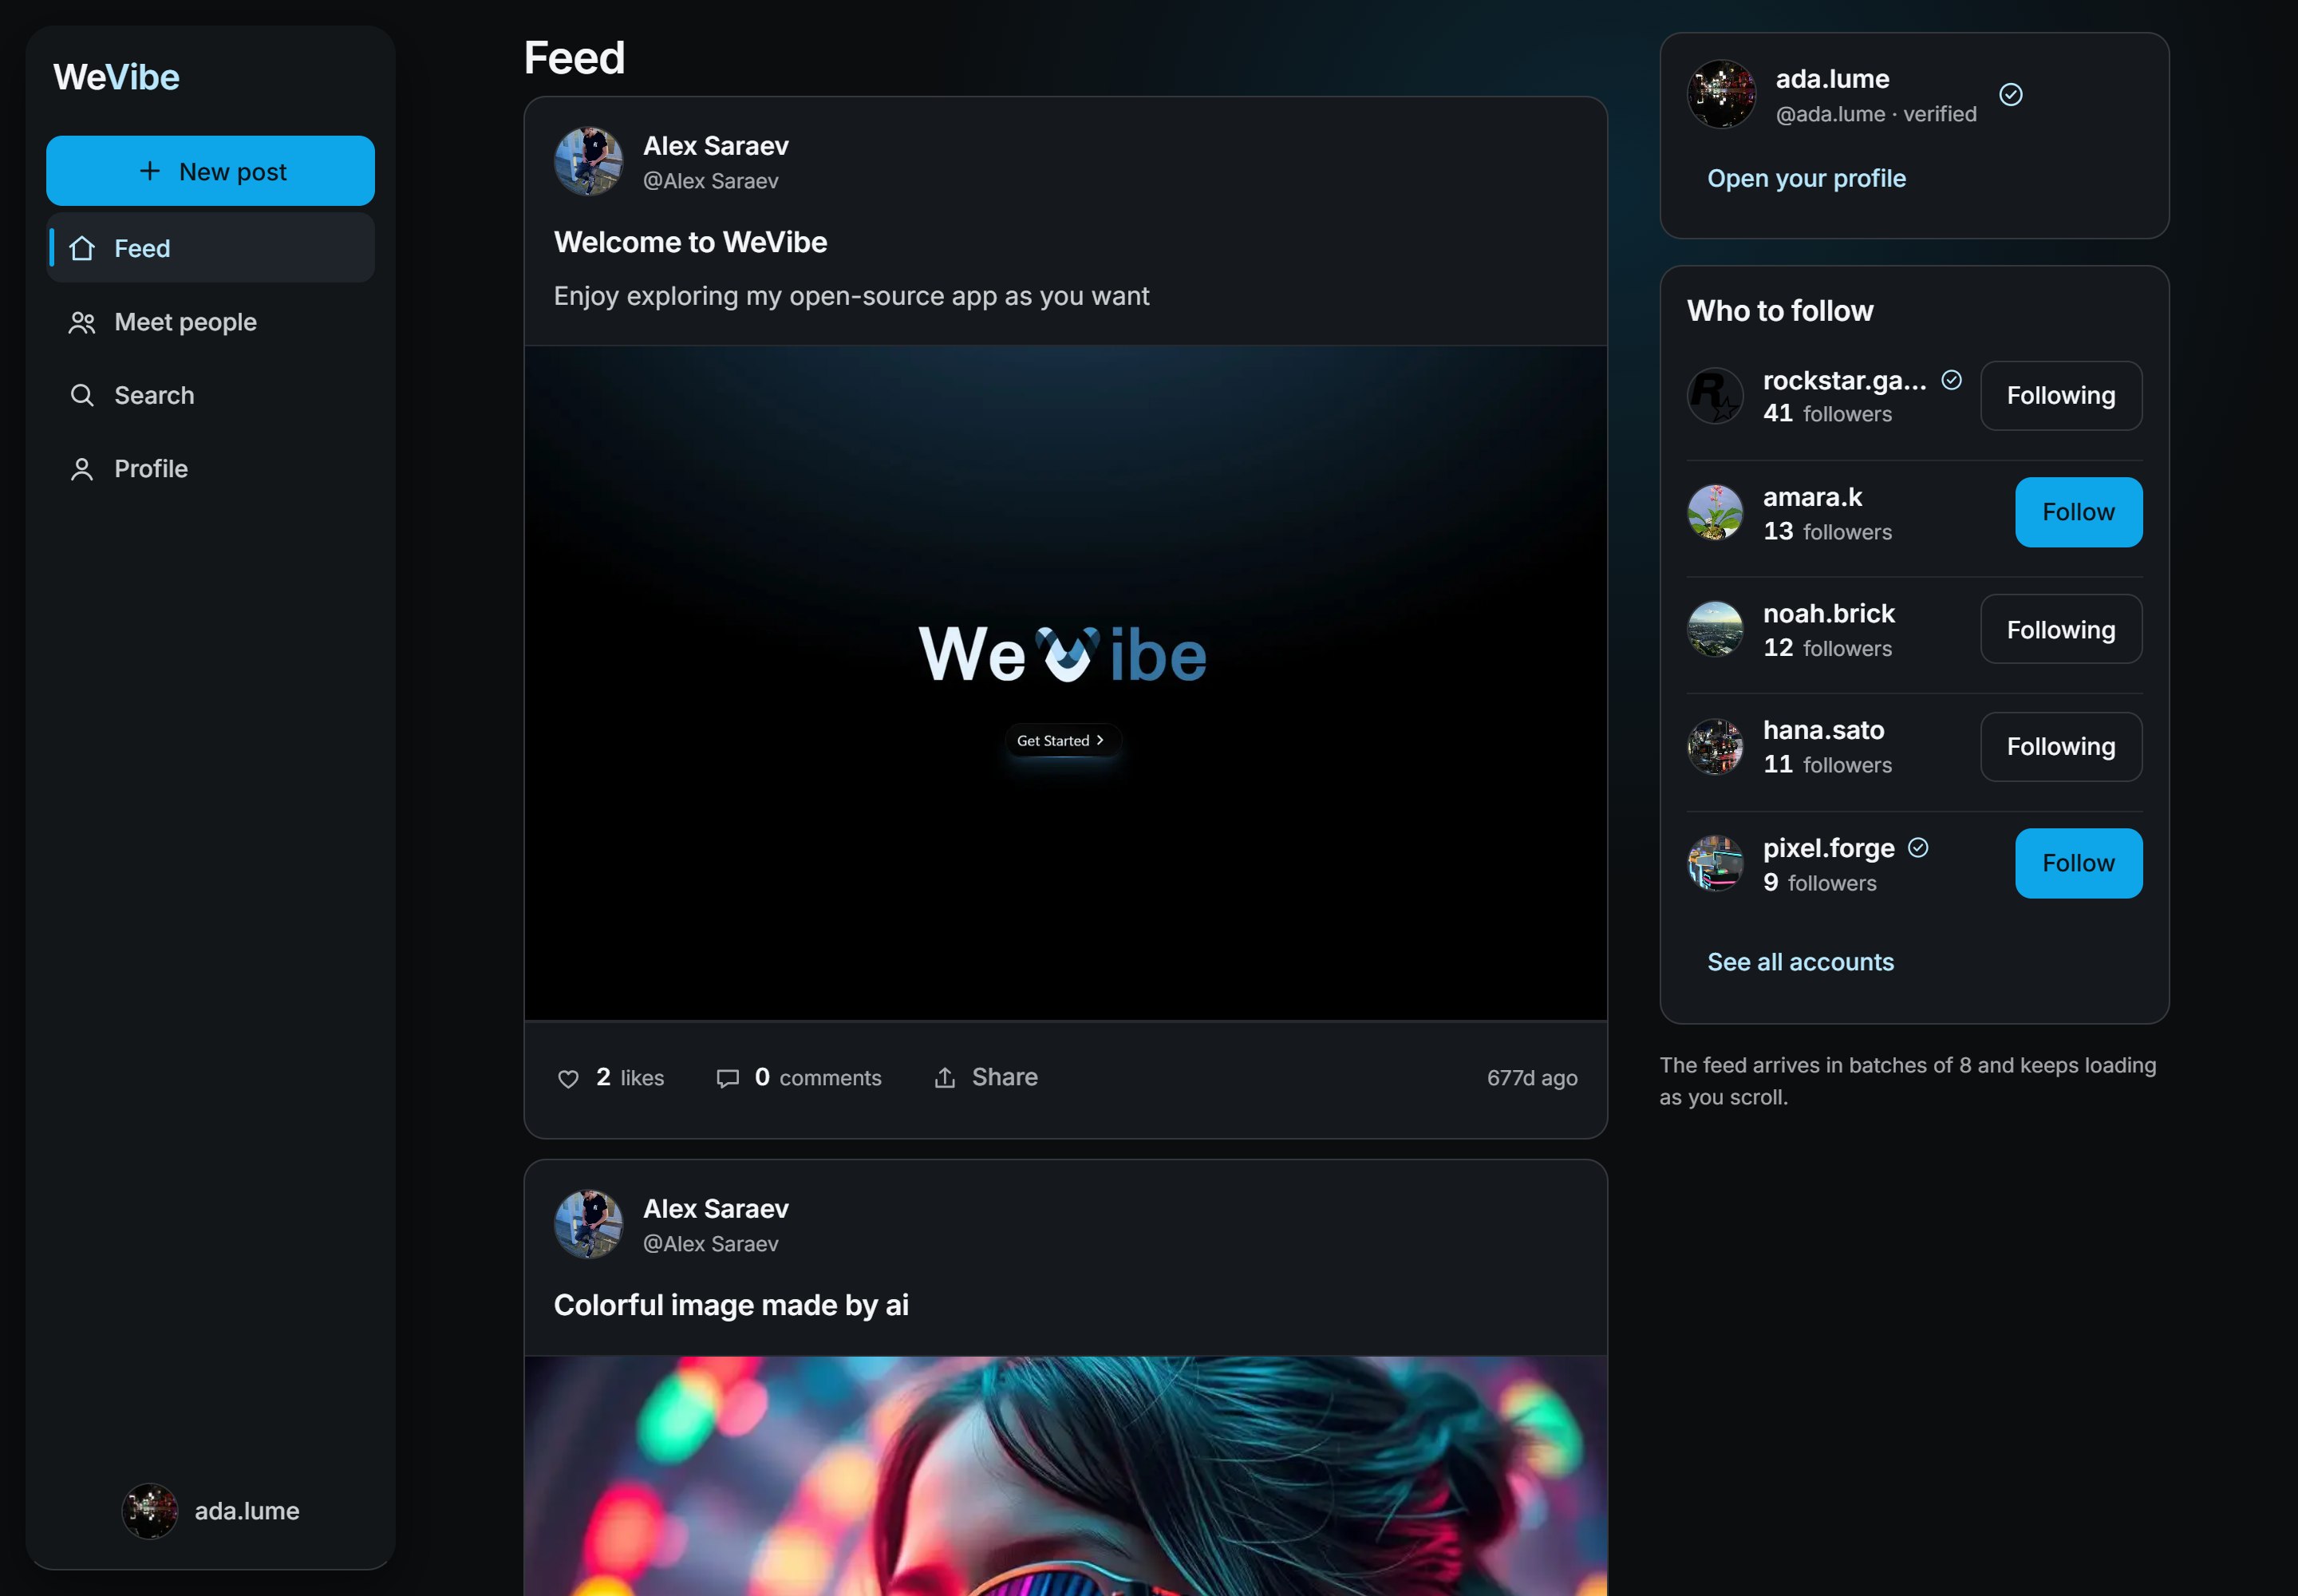 WeVibe
New post
Feed
Meet people
Search
Profile
ada.lume
Feed
Alex Saraev
@Alex Saraev
Welcome to WeVibe
Enjoy exploring my open-source app as you want
We ibe
Get Started
2 likes
0 comments
Share
677d ago
Alex Saraev
@Alex Saraev
Colorful image made by ai
ada.lume
@ada.lume · verified
Open your profile
Who to follow
rockstar.ga...
41 followers
Following
amara.k
13 followers
Follow
noah.brick
12 followers
Following
hana.sato
11 followers
Following
pixel.forge
9 followers
Follow
See all accounts
The feed arrives in batches of 8 and keeps loading
as you scroll.